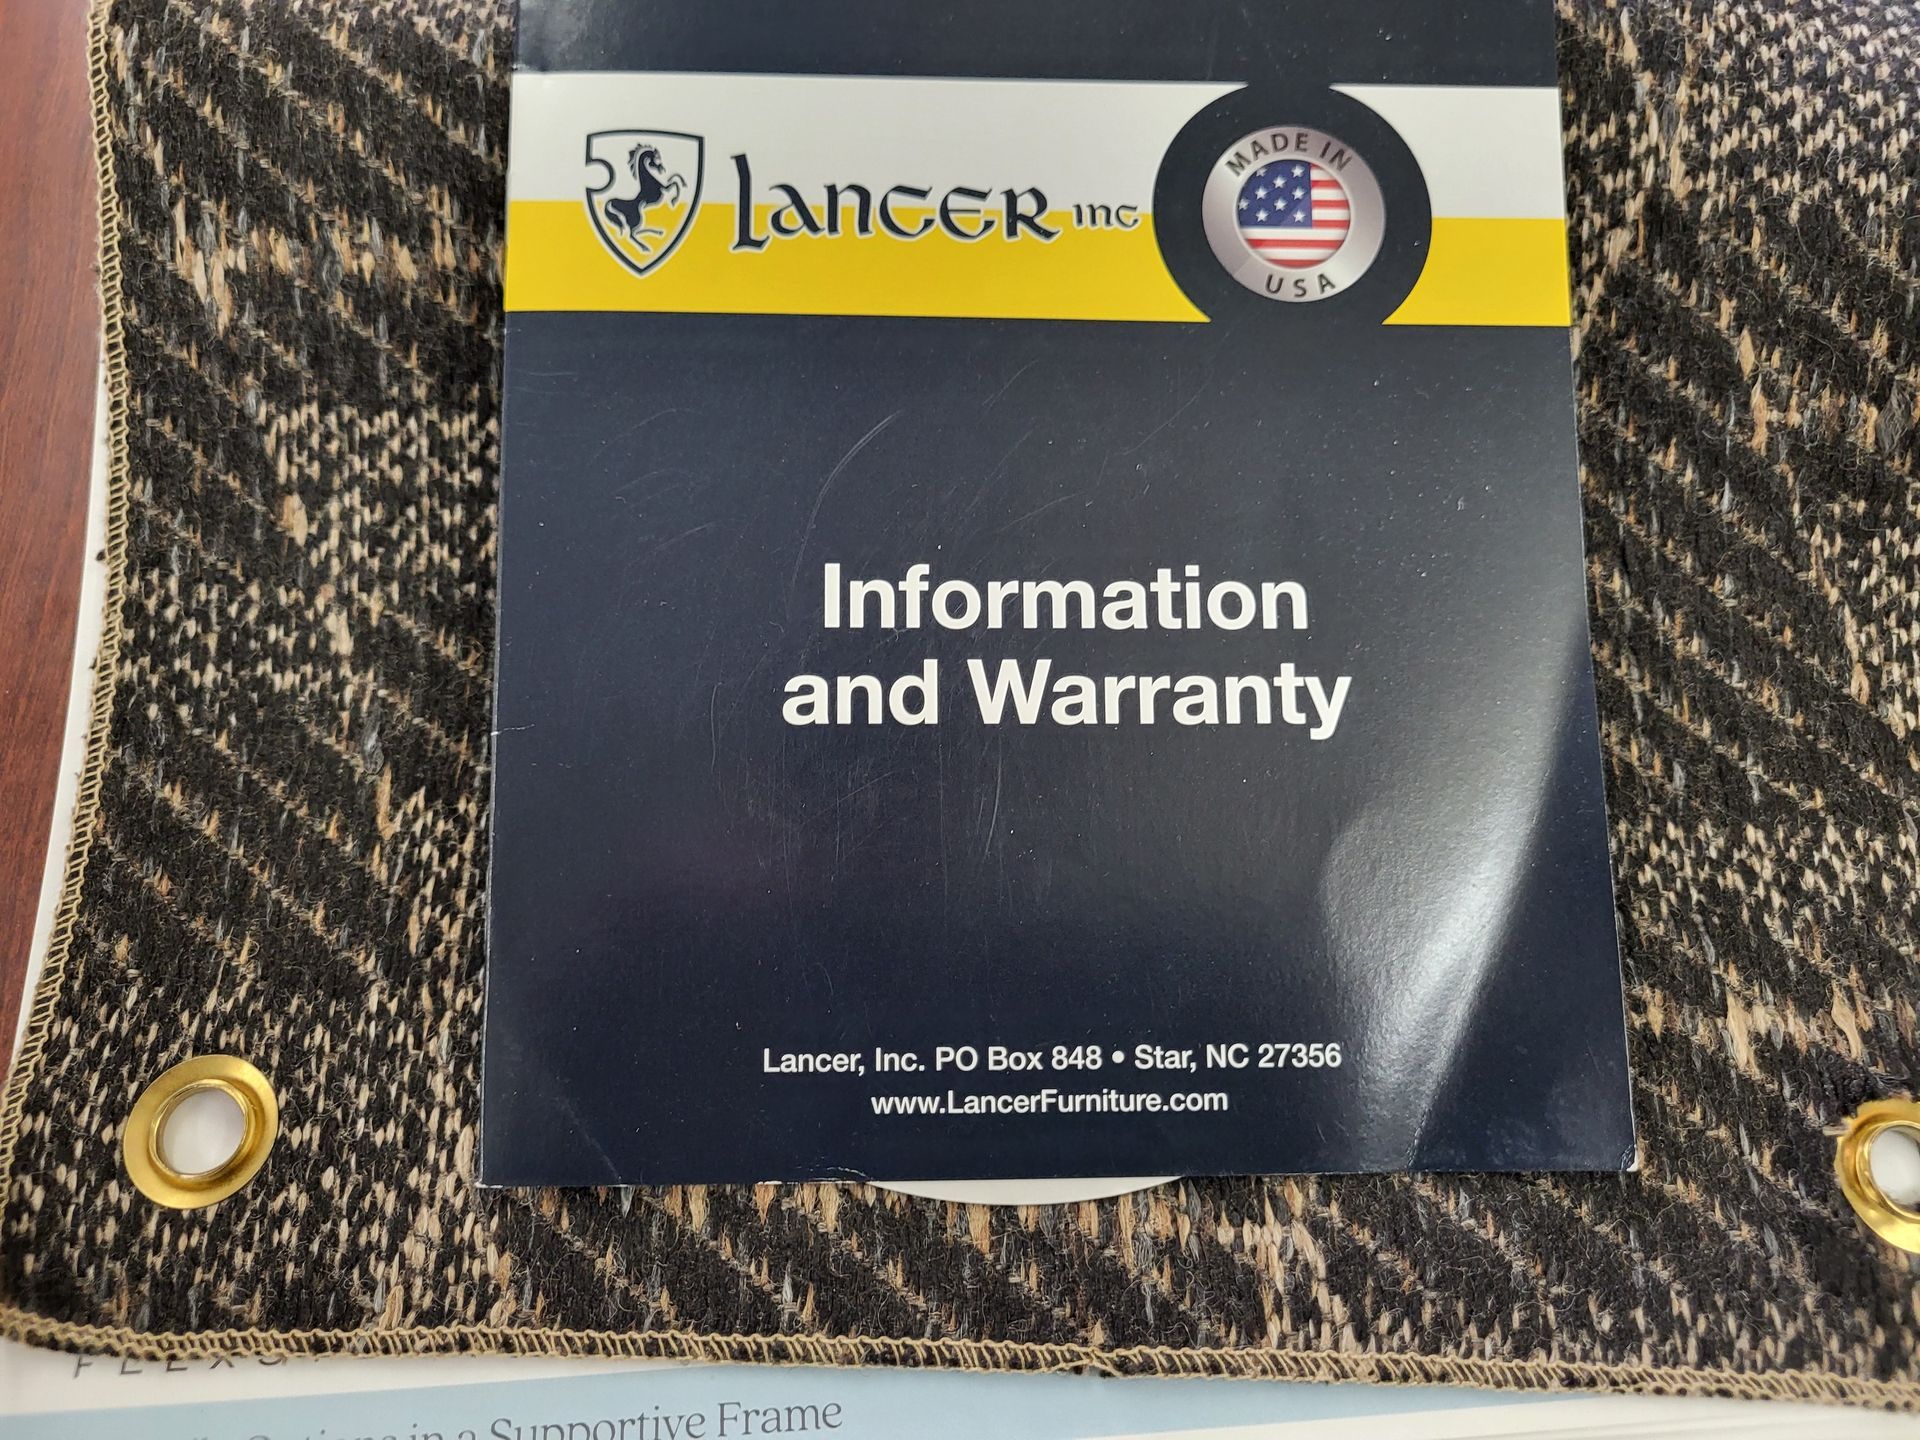 Lancer inc
MADE IN
USA
Information
and Warranty
Lancer, Inc. PO Box 848 • Star, NC 27356
www.LancerFurniture.com
in a Supportive Frame